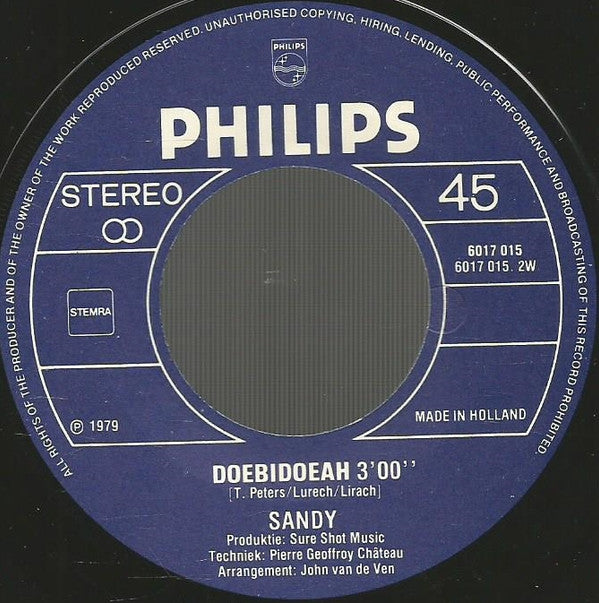 ALL RIGHTS OF THE PRODUCER AND OF THE OWNER OF THE WORK REPRODUCED RESERVED. UNAUTHORISED COPYING, HIRING, LENDING, PUBLIC PERFORMANCE AND BROADCASTING OF THIS RECORD PROHIBITED.
PHILIPS
PHILIPS
STEREO
45
6017 015
6017 015. 2W
STEMRA
℗ 1979
MADE IN HOLLAND
DOEBIDOEAH 3'00''
[T. Peters/Lurech/Lirach]
SANDY
Produktie: Sure Shot Music
Techniek: Pierre Geoffroy Château
Arrangement: John van de Ven